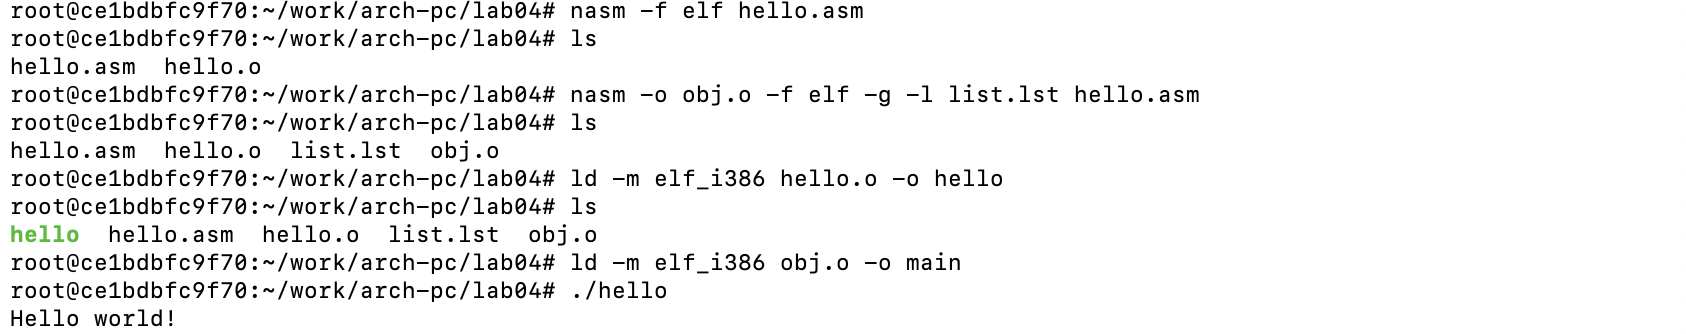 root@ce1bdbfc9f70:~/work/arch-pc/lab04# nasm -f elf hello.asm
root@ce1bdbfc9f70:~/work/arch-pc/lab04# ls
hello.asm  hello.o
root@ce1bdbfc9f70:~/work/arch-pc/lab04# nasm -o obj.o -f elf -g -l list.lst hello.asm
root@ce1bdbfc9f70:~/work/arch-pc/lab04# ls
hello.asm  hello.o  list.lst  obj.o
root@ce1bdbfc9f70:~/work/arch-pc/lab04# ld -m elf_i386 hello.o -o hello
root@ce1bdbfc9f70:~/work/arch-pc/lab04# ls
hello  hello.asm  hello.o  list.lst  obj.o
root@ce1bdbfc9f70:~/work/arch-pc/lab04# ld -m elf_i386 obj.o -o main
root@ce1bdbfc9f70:~/work/arch-pc/lab04# ./hello
Hello world!